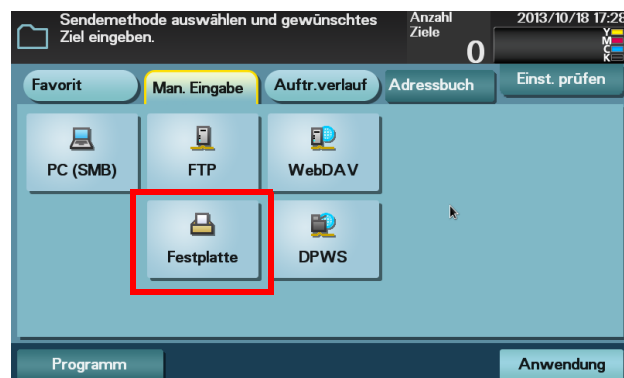 Sendemethode auswählen und gewünschtes
Ziel eingeben.
Anzahl
Ziele
0
2013/10/18 17:28
Y
M
C
K
Favorit
Man. Eingabe
Auftr.verlauf
Adressbuch
Einst. prüfen
PC (SMB)
FTP
WebDAV
Festplatte
DPWS
Programm
Anwendung